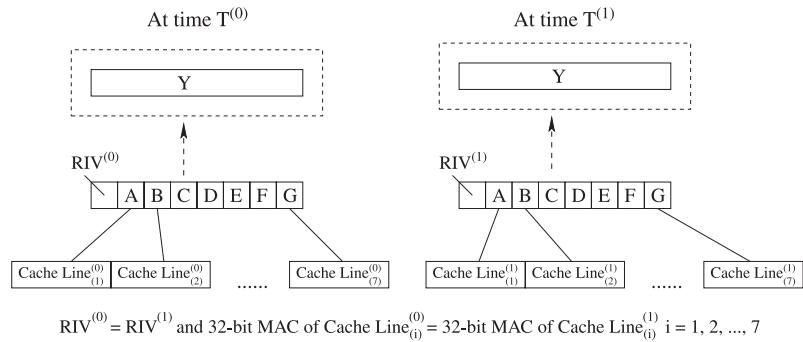 At time T^(0) At time T^(1)
Y Y
RIV^(0) RIV^(1)
A B C D E F G A B C D E F G
Cache Line^(0)_(1) Cache Line^(0)_(2) ...... Cache Line^(0)_(7) Cache Line^(1)_(1) Cache Line^(1)_(2) ...... Cache Line^(1)_(7)
RIV^(0) = RIV^(1) and 32-bit MAC of Cache Line^(0)_(i) = 32-bit MAC of Cache Line^(1)_(i) i = 1, 2, ..., 7